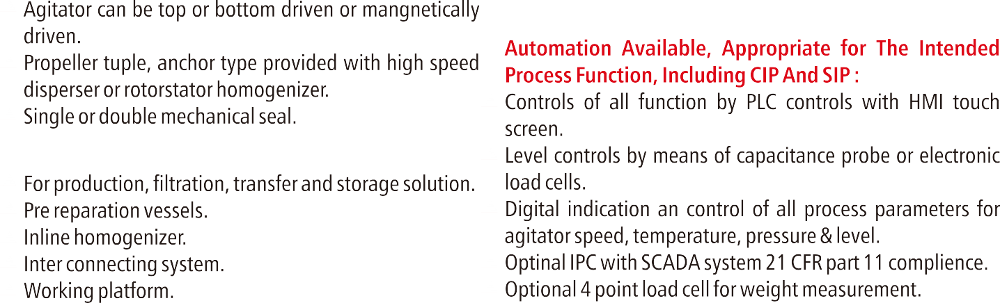 Agitator can be top or bottom driven or mangnetically
driven.
Propeller tuple, anchor type provided with high speed
disperser or rotorstator homogenizer.
Single or double mechanical seal.
For production, filtration, transfer and storage solution.
Pre reparation vessels.
Inline homogenizer.
Inter connecting system.
Working platform.
Automation Available, Appropriate for The Intended
Process Function, Including CIP And SIP :
Controls of all function by PLC controls with HMI touch
screen.
Level controls by means of capacitance probe or electronic
load cells.
Digital indication an control of all process parameters for
agitator speed, temperature, pressure & level.
Optinal IPC with SCADA system 21 CFR part 11 complience.
Optional 4 point load cell for weight measurement.